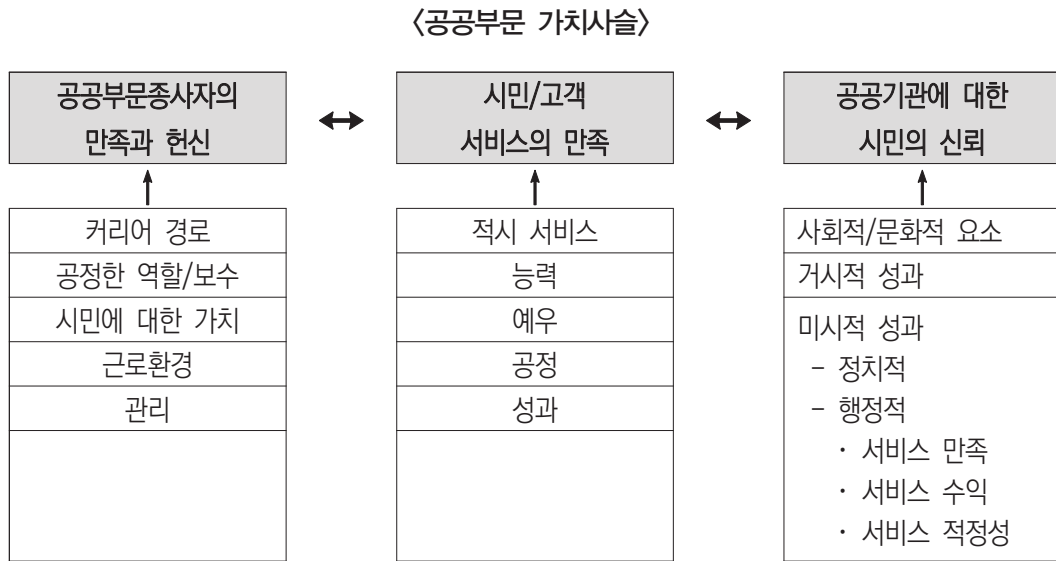 〈공공부문 가치사슬〉
공공부문종사자의
만족과 헌신
커리어 경로
공정한 역할/보수
시민에 대한 가치
근로환경
관리
시민/고객
서비스의 만족
적시 서비스
능력
예우
공정
성과
공공기관에 대한
시민의 신뢰
사회적/문화적 요소
거시적 성과
미시적 성과
- 정치적
- 행정적
· 서비스 만족
· 서비스 수익
· 서비스 적정성